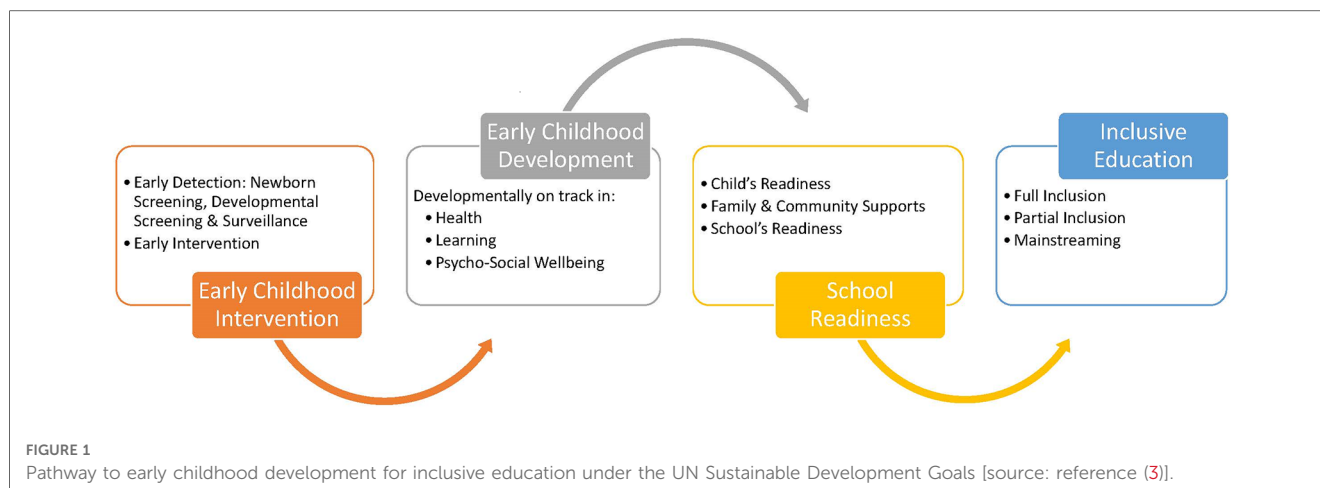 • Early Detection: Newborn
Screening, Developmental
Screening & Surveillance
• Early Intervention
Early Childhood
Intervention
Early Childhood
Development
Developmentally on track in:
• Health
• Learning
• Psycho-Social Wellbeing
• Child's Readiness
• Family & Community Supports
• School's Readiness
School
Readiness
Inclusive
Education
• Full Inclusion
• Partial Inclusion
• Mainstreaming
FIGURE 1
Pathway to early childhood development for inclusive education under the UN Sustainable Development Goals [source: reference (3)].